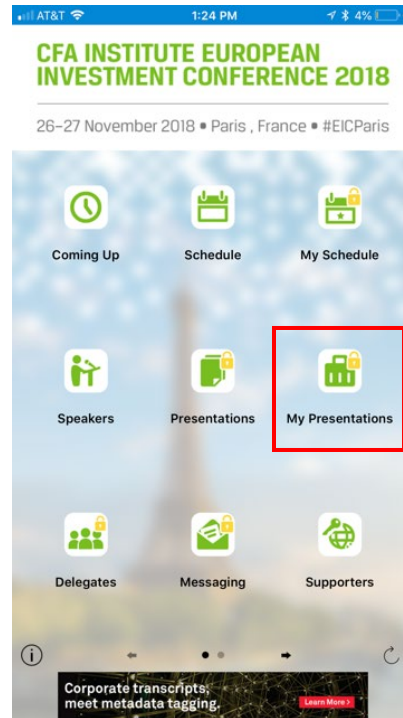 AT&T 1:24 PM 4%
CFA INSTITUTE EUROPEAN
INVESTMENT CONFERENCE 2018
26–27 November 2018 • Paris , France • #EICParis
Coming Up Schedule My Schedule
Speakers Presentations My Presentations
Delegates Messaging Supporters
Corporate transcripts,
meet metadata tagging.
Learn More >